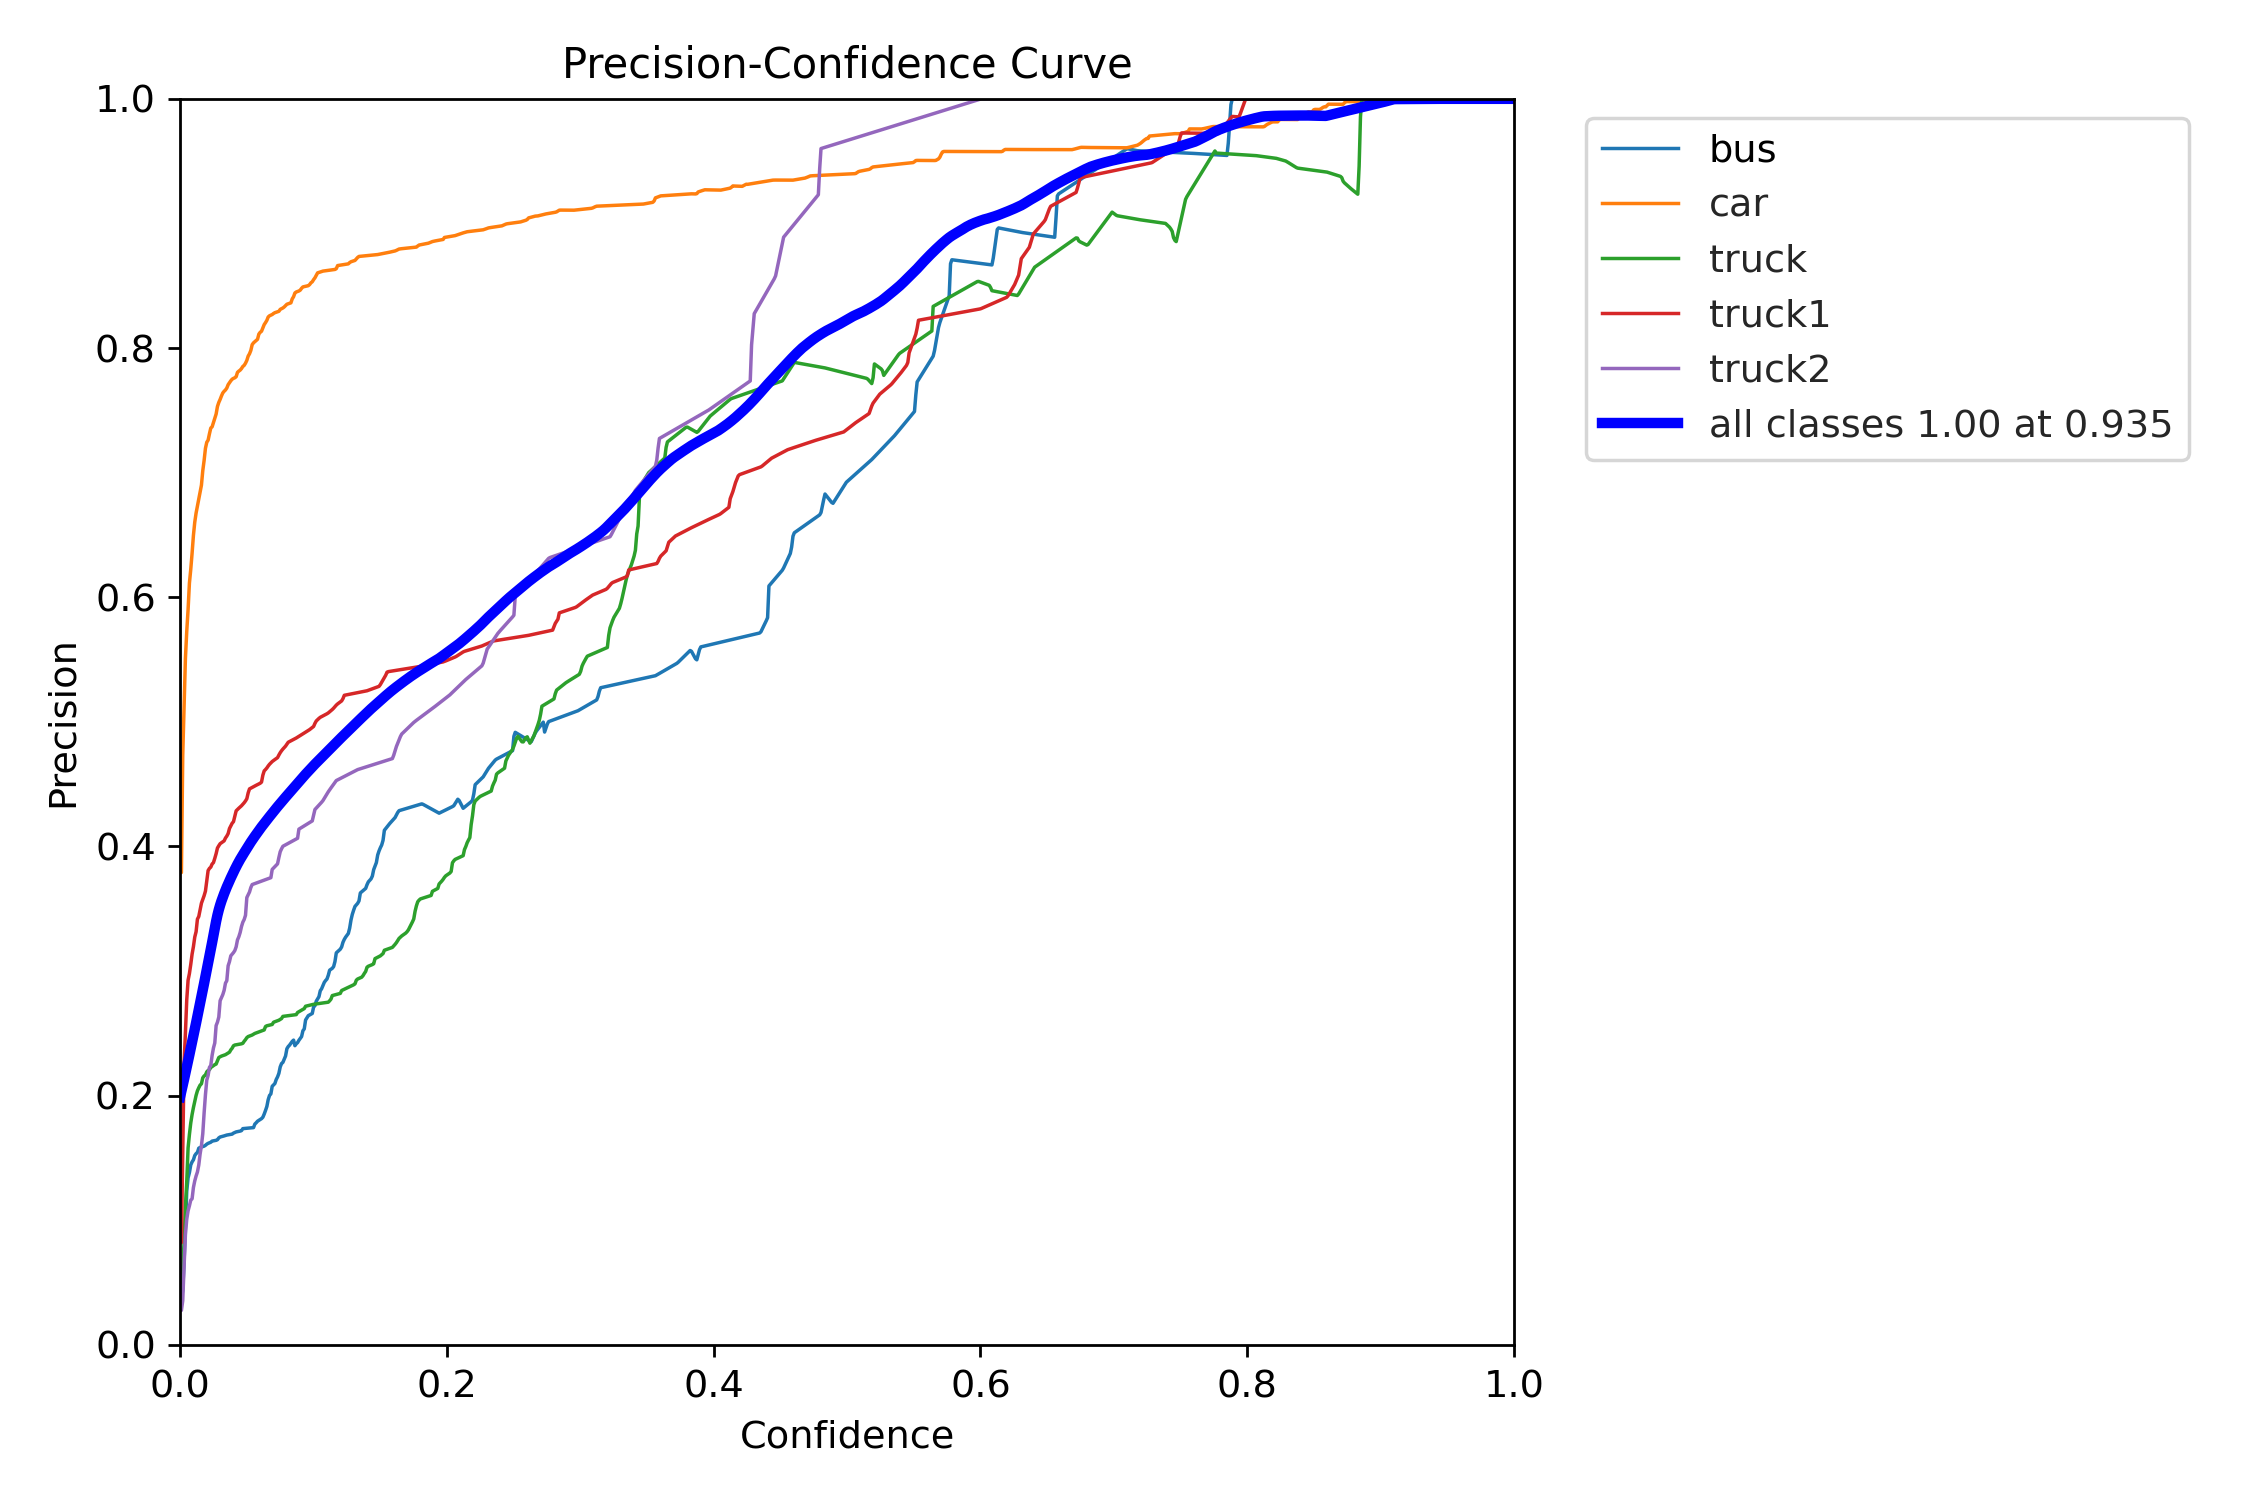 Precision-Confidence Curve
1.0
0.8
0.6
0.4
0.2
0.0
Precision
0.0 0.2 0.4 0.6 0.8 1.0
Confidence
bus
car
truck
truck1
truck2
all classes 1.00 at 0.935